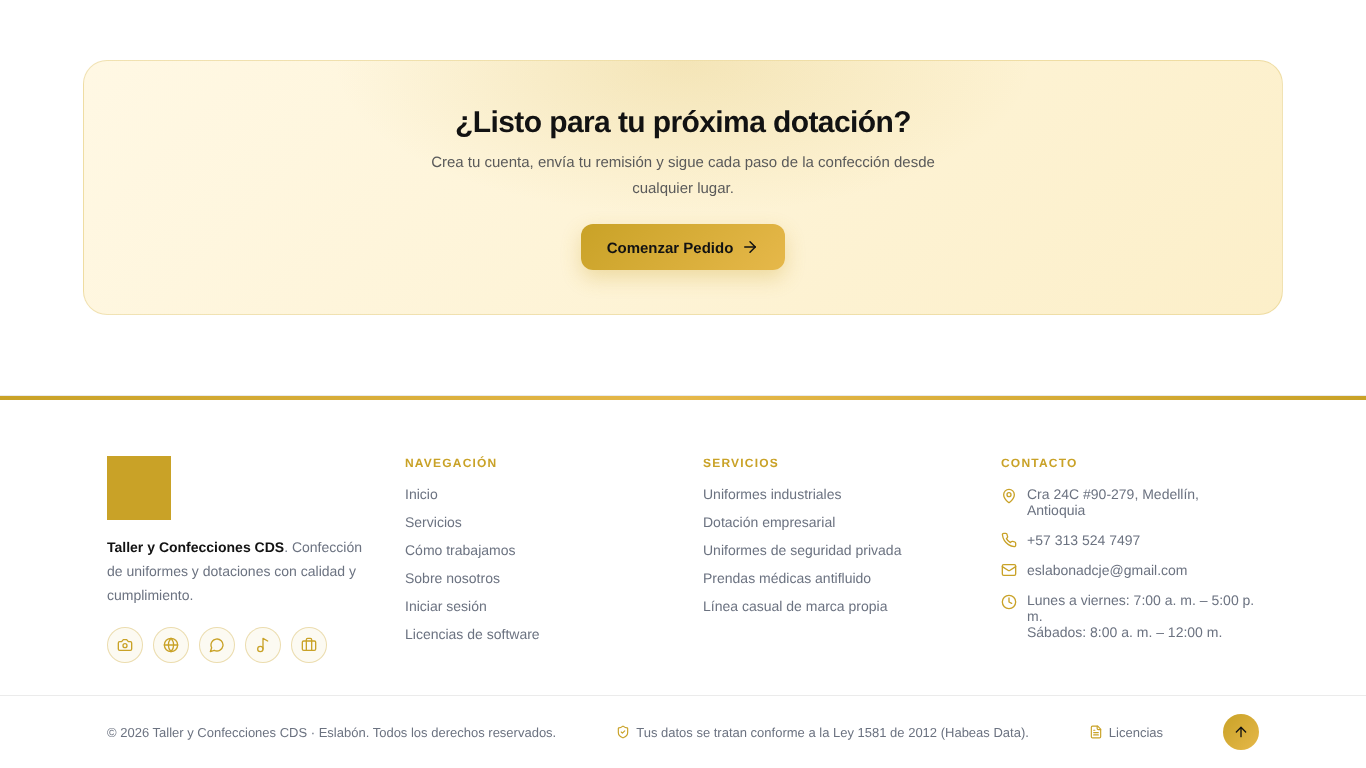 ¿Listo para tu próxima dotación?
Crea tu cuenta, envía tu remisión y sigue cada paso de la confección desde
cualquier lugar.
Comenzar Pedido
Taller y Confecciones CDS. Confección
de uniformes y dotaciones con calidad y
cumplimiento.
NAVEGACIÓN
Inicio
Servicios
Cómo trabajamos
Sobre nosotros
Iniciar sesión
Licencias de software
SERVICIOS
Uniformes industriales
Dotación empresarial
Uniformes de seguridad privada
Prendas médicas antifluido
Línea casual de marca propia
CONTACTO
Cra 24C #90-279, Medellín,
Antioquia
+57 313 524 7497
eslabonadcje@gmail.com
Lunes a viernes: 7:00 a. m. – 5:00 p.
m.
Sábados: 8:00 a. m. – 12:00 m.
© 2026 Taller y Confecciones CDS · Eslabón. Todos los derechos reservados.
Tus datos se tratan conforme a la Ley 1581 de 2012 (Habeas Data).
Licencias